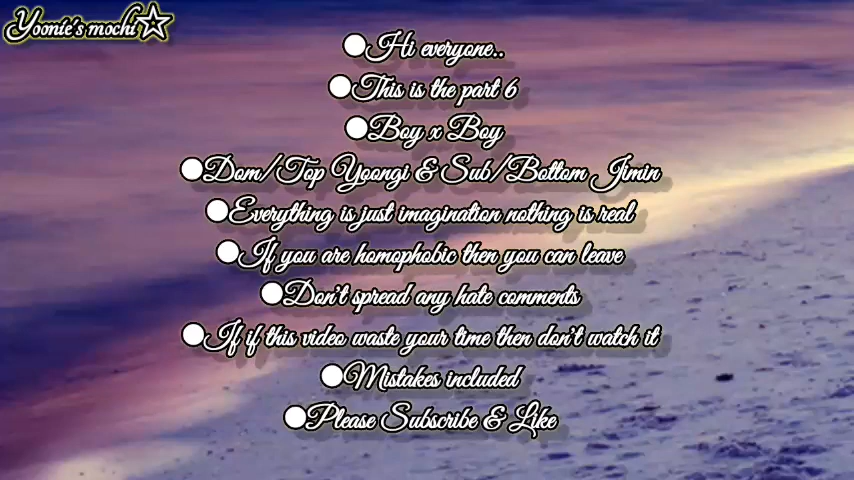 Yoonie's mochi☆
●Hi everyone..
●This is the part 6
●Boy x Boy
●Dom/Top Yoongi & Sub/Bottom Jimin
●Everything is just imagination nothing is real
●If you are homophobic then you can leave
●Don't spread any hate comments
●If if this video waste your time then don't watch it
●Mistakes included
●Please Subscribe & Like